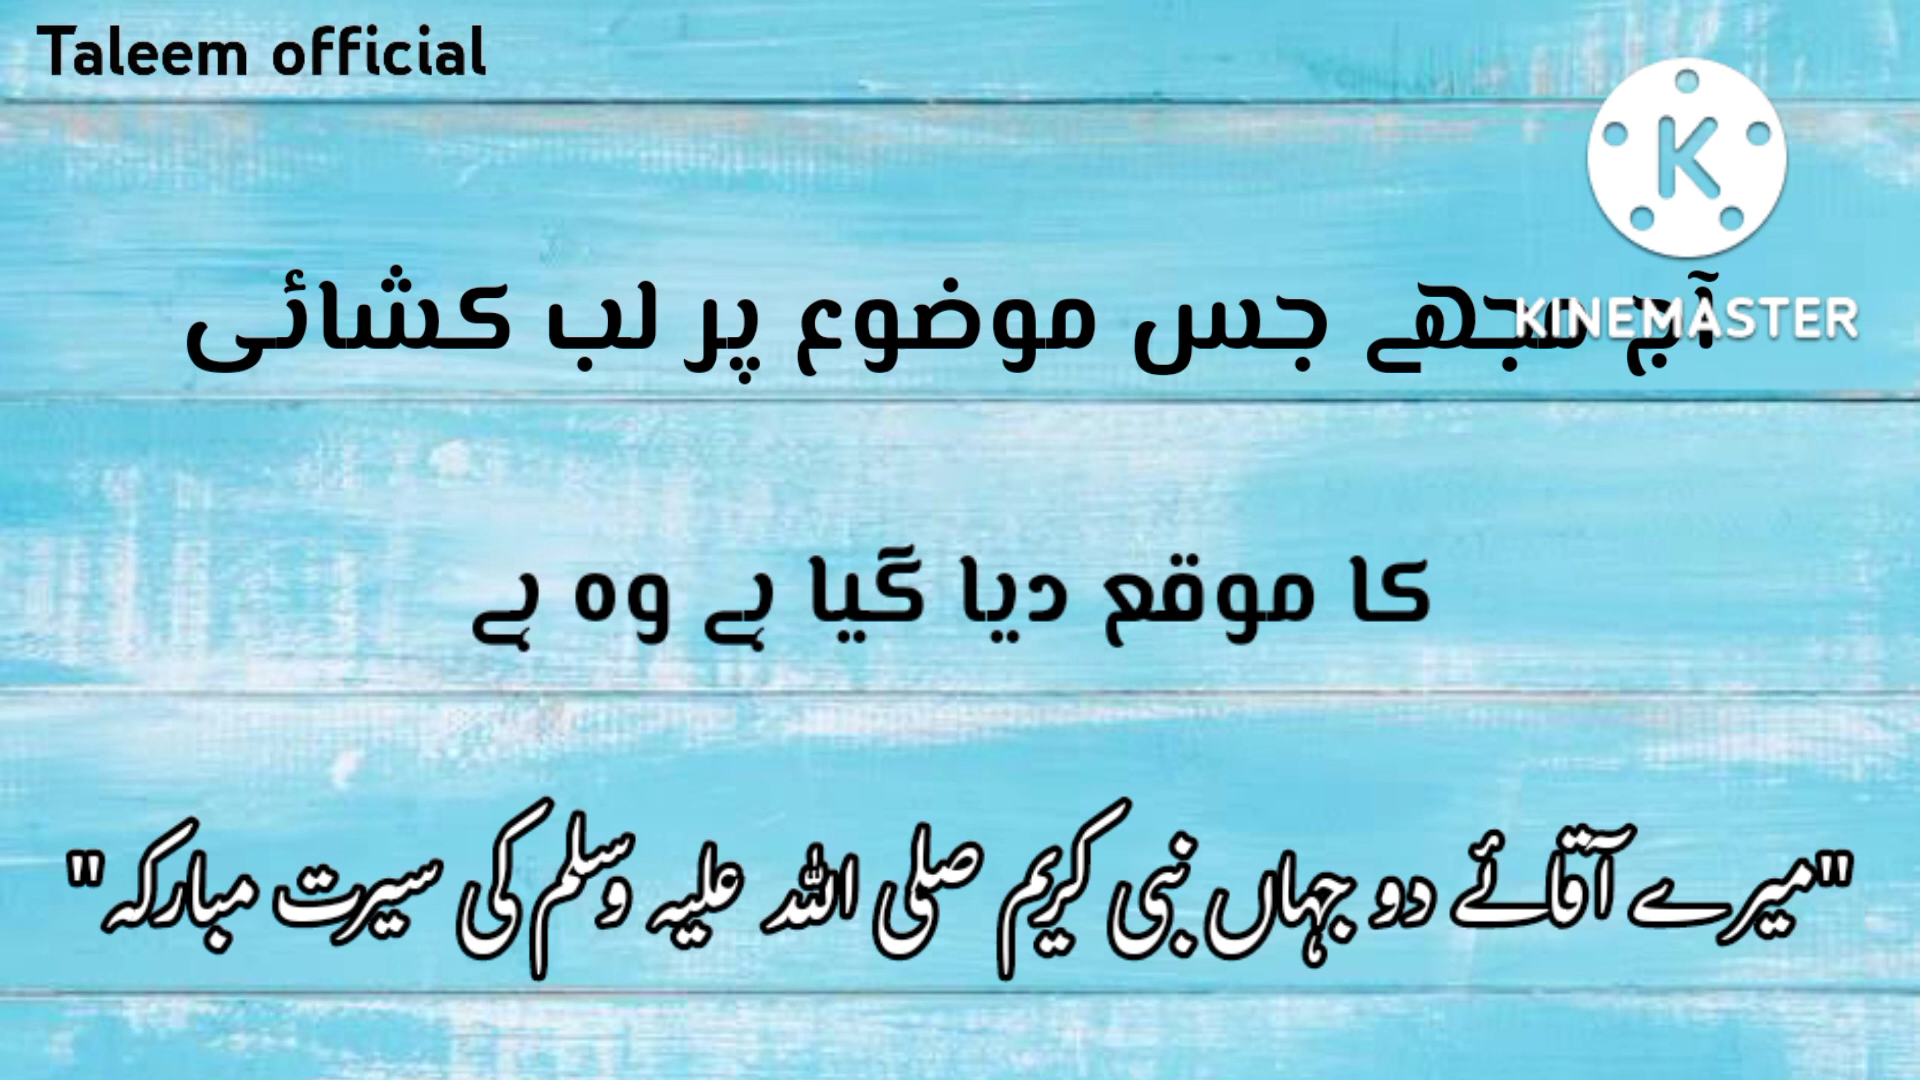 Taleem official
KINEMASTER
آج مجھے جس موضوع پر لب کشائی
کا موقع دیا گیا ہے وہ ہے
"میرے آقائے دو جہاں نبی کریم صلی اللہ علیہ وسلم کی سیرت مبارکہ"